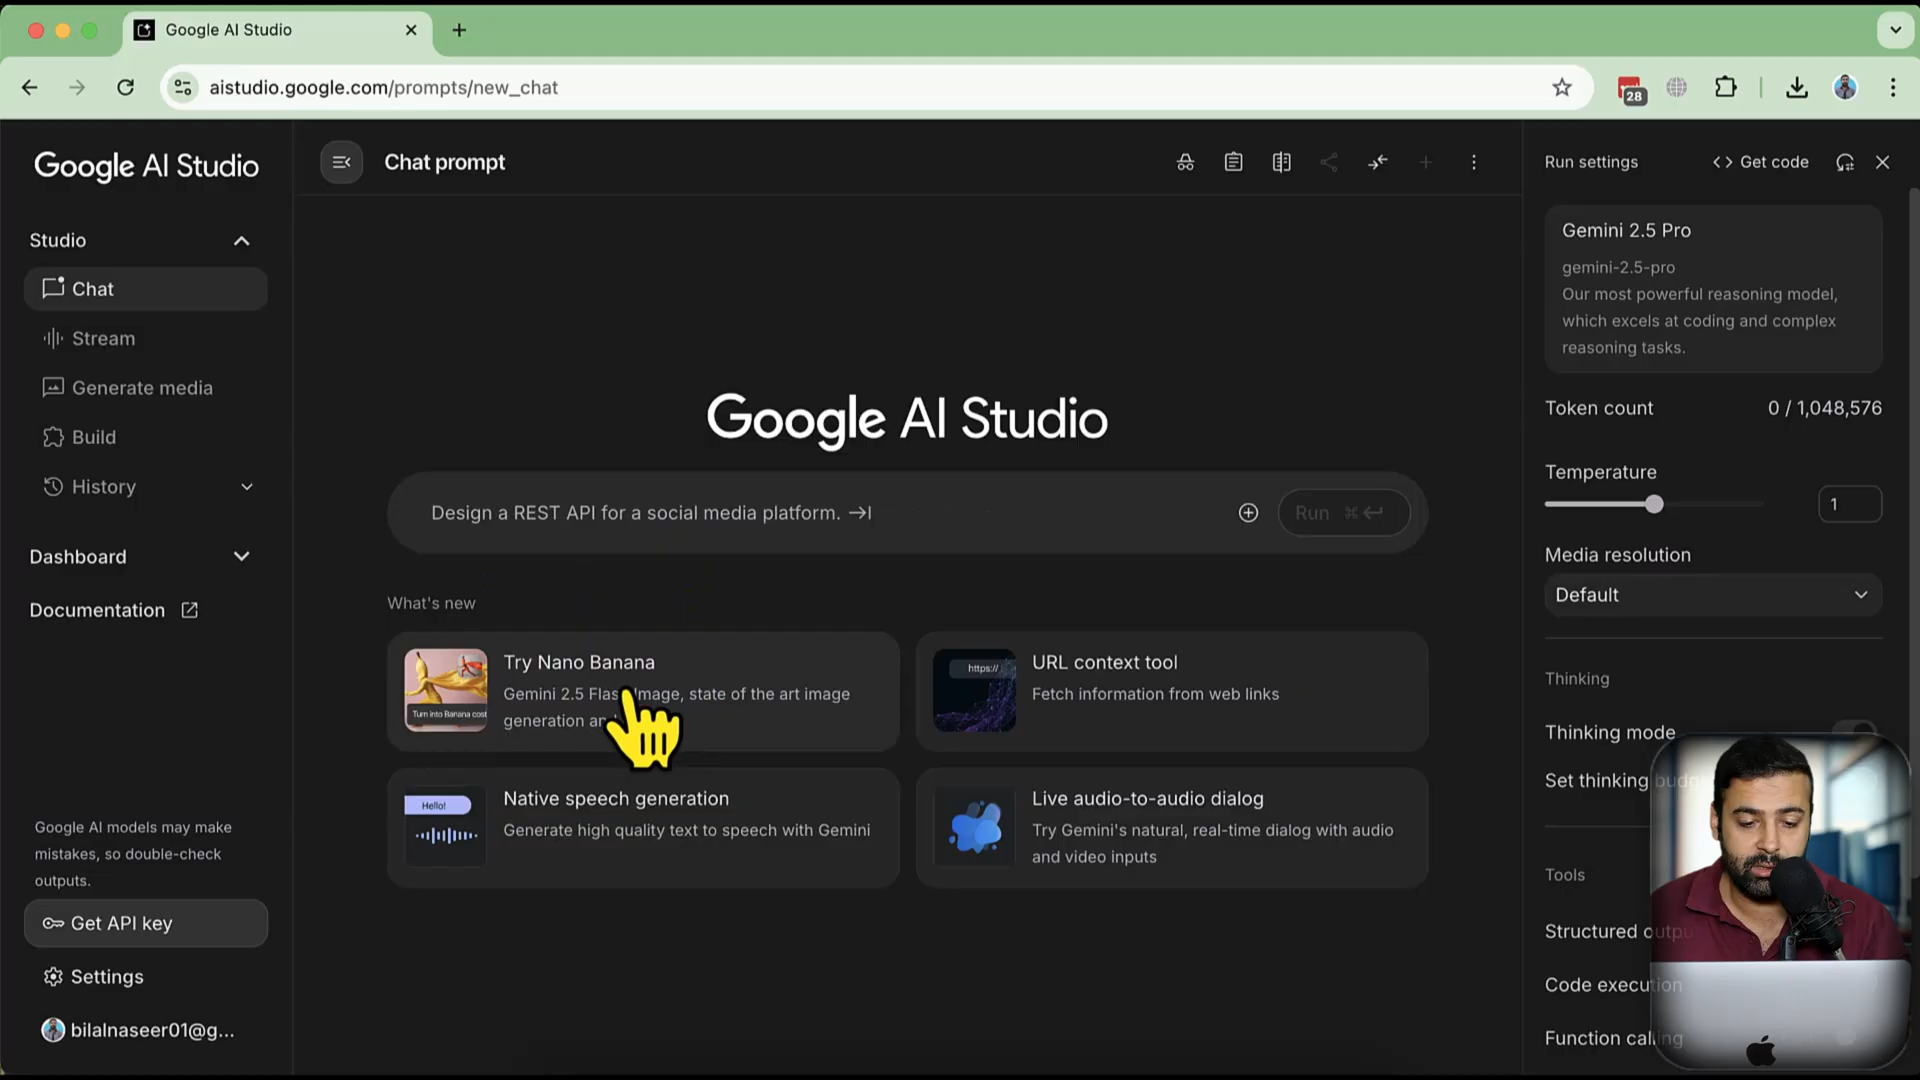 Google AI Studio
aistudio.google.com/prompts/new_chat
28
Google AI Studio
Chat prompt
Run settings
Get code
Studio
Chat
Stream
Generate media
Build
History
Dashboard
Documentation
Gemini 2.5 Pro
gemini-2.5-pro
Our most powerful reasoning model,
which excels at coding and complex
reasoning tasks.
Token count 0 / 1,048,576
Temperature
1
Media resolution
Default
Thinking
Thinking mode
Set thinking
Tools
Structured
Code execution
Function calling
Google AI Studio
Design a REST API for a social media platform.
Run
What's new
Turn into Banana cost
Try Nano Banana
Gemini 2.5 Image, state of the art image
generation
https://
URL context tool
Fetch information from web links
Hello!
Native speech generation
Generate high quality text to speech with Gemini
Live audio-to-audio dialog
Try Gemini's natural, real-time dialog with audio
and video inputs
Google AI models may make
mistakes, so double-check
outputs.
Get API key
Settings
bilalnaseer01@g...